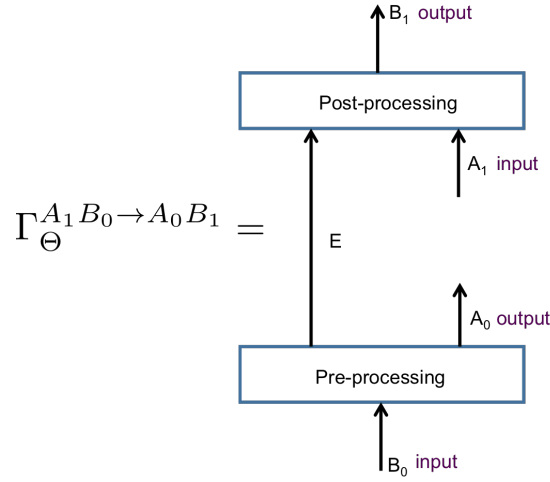 B₁ output
Post-processing
A₁ input
Γ_Θ^{A₁B₀→A₀B₁} =
E
A₀ output
Pre-processing
B₀ input